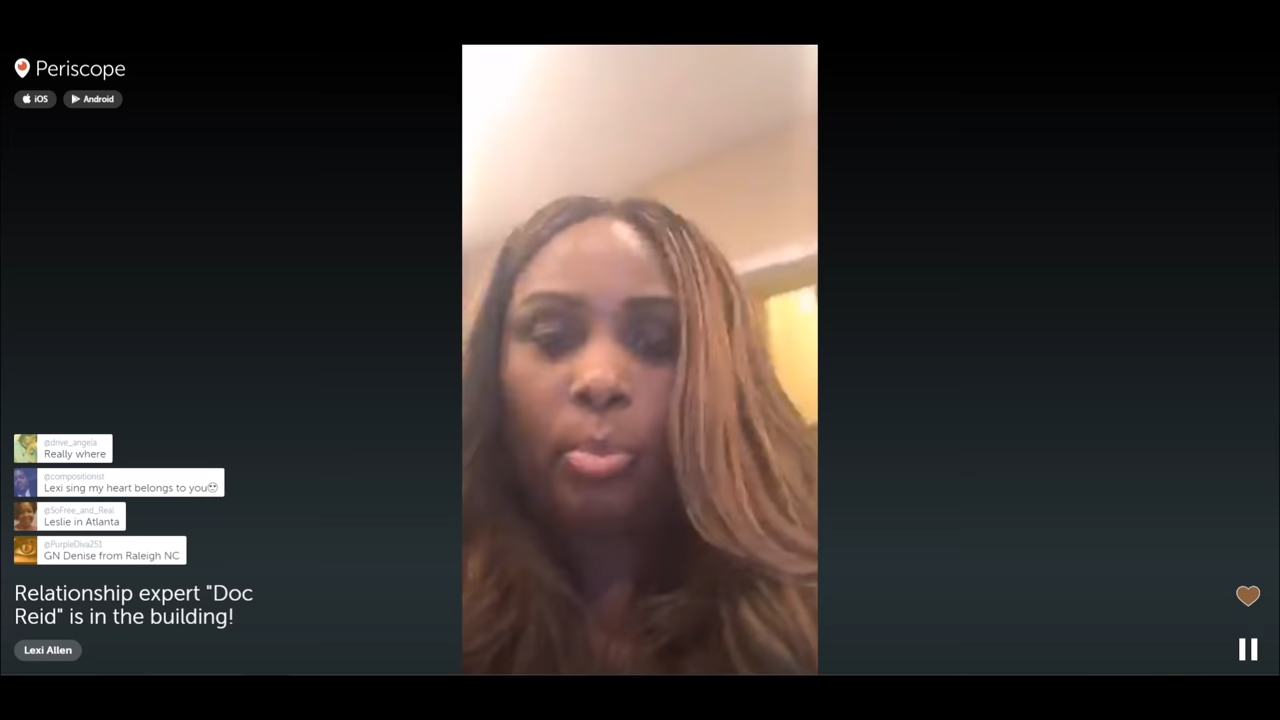 Periscope
iOS
Android
@drive_angela
Really where
@compositionist
Lexi sing my heart belongs to you
@SoFree_and_Real
Leslie in Atlanta
@PurpleDiva251
GN Denise from Raleigh NC
Relationship expert "Doc
Reid" is in the building!
Lexi Allen